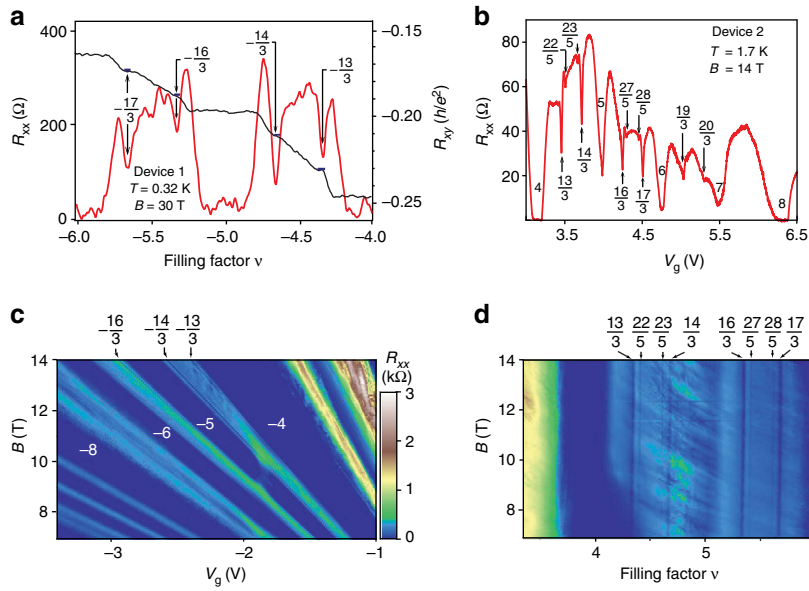 a
400
300
200
100
0
Rxx (Ω)
−14/3
−16/3
−13/3
−17/3
Device 1
T = 0.32 K
B = 30 T
−0.15
−0.20
−0.25
Rxy (h/e²)
−6.0 −5.5 −5.0 −4.5 −4.0
Filling factor ν
b
80
60
40
20
Rxx (Ω)
22/5
23/5
Device 2
T = 1.7 K
B = 14 T
5
27/5
28/5
19/3
20/3
4
13/3
14/3
16/3
17/3
6
7
8
3.5 4.5 5.5 6.5
Vg (V)
c
−16/3 −14/3 −13/3
14
12
10
8
B (T)
−8 −6 −5 −4
−3 −2 −1
Vg (V)
Rxx
(kΩ)
3
2
1
0
d
13/3 22/5 23/5 14/3 16/3 27/5 28/5 17/3
14
12
10
8
B (T)
4 5
Filling factor ν